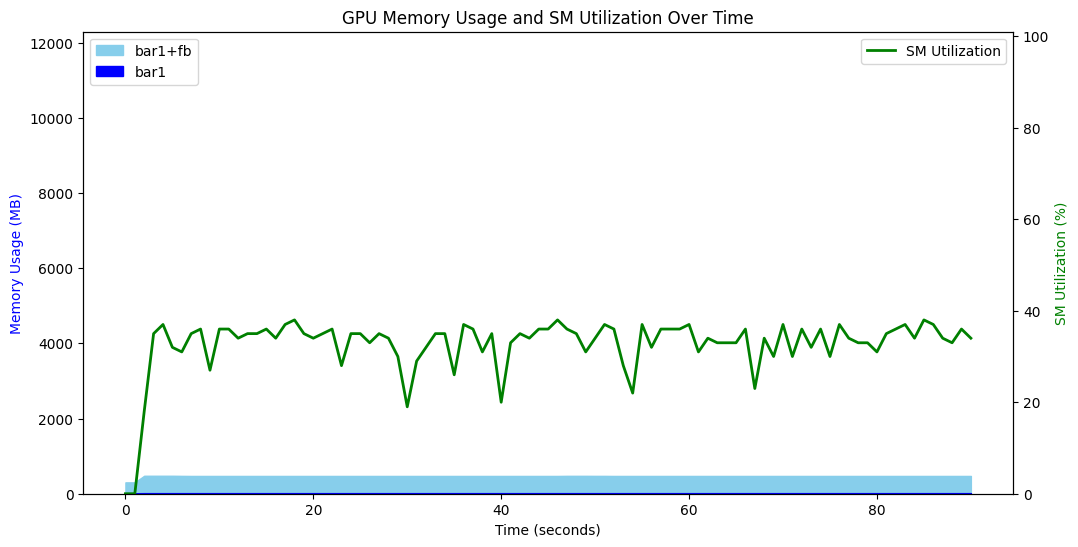 GPU Memory Usage and SM Utilization Over Time
bar1+fb
bar1
SM Utilization
Memory Usage (MB)
12000
10000
8000
6000
4000
2000
0
SM Utilization (%)
100
80
60
40
20
0
0 20 40 60 80
Time (seconds)